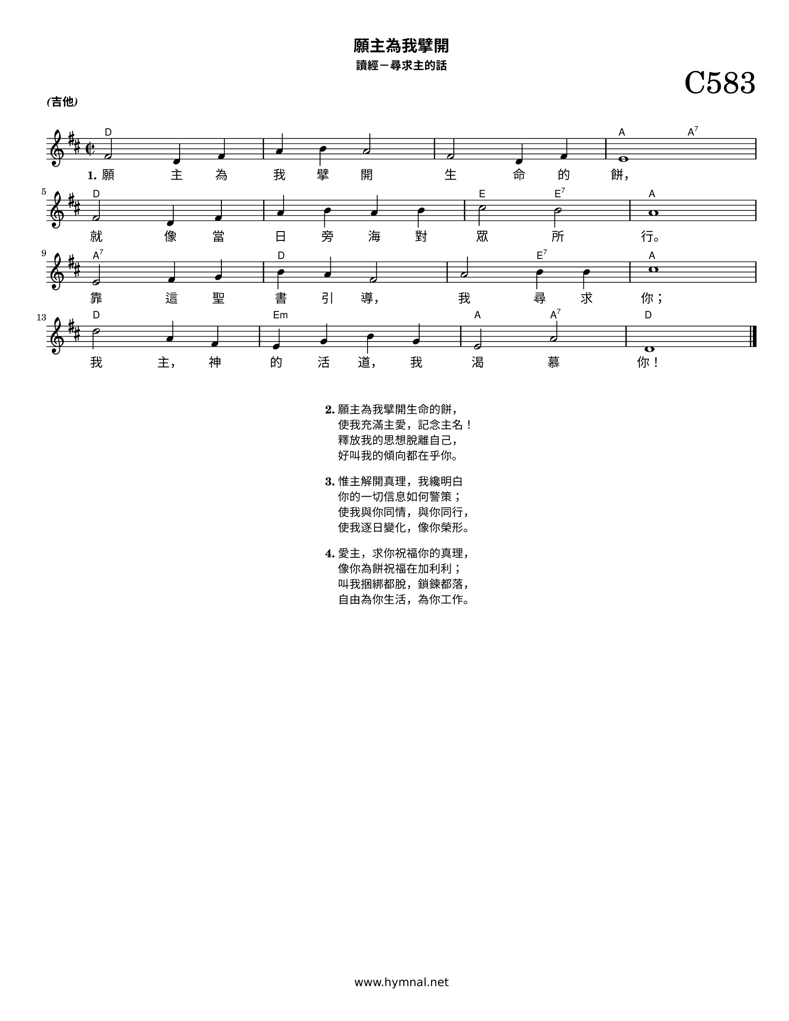 願主為我擘開
讀經－尋求主的話
C583
(吉他)
D A A7
1. 願 主 為 我 擘 開 生 命 的 餅，
5 D E E7 A
就 像 當 日 旁 海 對 眾 所 行。
9 A7 D E7 A
靠 這 聖 書 引 導， 我 尋 求 你；
13 D Em A A7 D
我 主， 神 的 活 道， 我 渴 慕 你！
2. 願主為我擘開生命的餅，
使我充滿主愛，記念主名！
釋放我的思想脫離自己，
好叫我的傾向都在乎你。
3. 惟主解開真理，我纔明白
你的一切信息如何警策；
使我與你同情，與你同行，
使我逐日變化，像你榮形。
4. 愛主，求你祝福你的真理，
像你為餅祝福在加利利；
叫我捆綁都脫，鎖鍊都落，
自由為你生活，為你工作。
www.hymnal.net